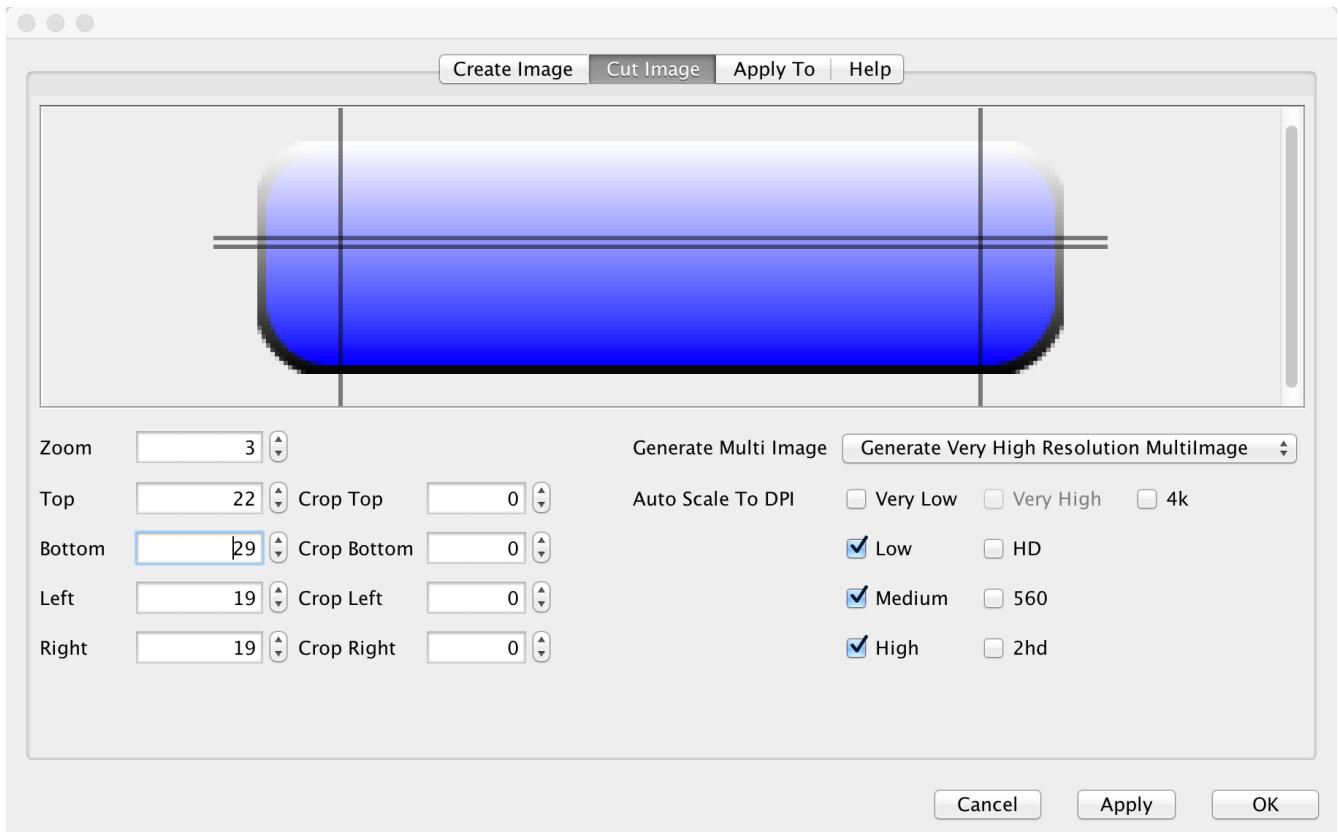 Create Image Cut Image Apply To Help
Zoom 3 Generate Multi Image Generate Very High Resolution MultiImage
Top 22 Crop Top 0 Auto Scale To DPI Very Low Very High 4k
Bottom 29 Crop Bottom 0 Low HD
Left 19 Crop Left 0 Medium 560
Right 19 Crop Right 0 High 2hd
Cancel Apply OK